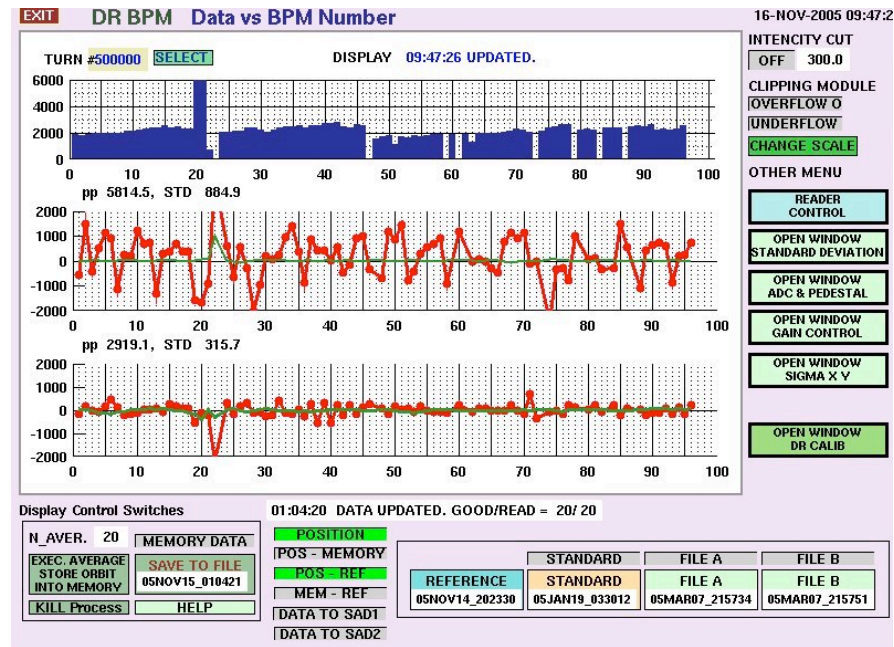 EXIT DR BPM Data vs BPM Number 16-NOV-2005 09:47:2
TURN #500000 SELECT DISPLAY 09:47:26 UPDATED.
6000
4000
2000
0
0 10 20 30 40 50 60 70 80 90 100
pp 5814.5, STD 884.9
2000
1000
0
-1000
-2000
0 10 20 30 40 50 60 70 80 90 100
pp 2919.1, STD 315.7
2000
1000
0
-1000
-2000
0 10 20 30 40 50 60 70 80 90 100
INTENCITY CUT
OFF 300.0
CLIPPING MODULE
OVERFLOW O
UNDERFLOW
CHANGE SCALE
OTHER MENU
READER
CONTROL
OPEN WINDOW
STANDARD DEVIATION
OPEN WINDOW
ADC & PEDESTAL
OPEN WINDOW
GAIN CONTROL
OPEN WINDOW
SIGMA X Y
OPEN WINDOW
DR CALIB
Display Control Switches
N_AVER. 20 MEMORY DATA
EXEC. AVERAGE
STORE ORBIT
INTO MEMORY
SAVE TO FILE
05NOV15_010421
KILL Process HELP
01:04:20 DATA UPDATED. GOOD/READ = 20/ 20
POSITION
POS - MEMORY
POS - REF
MEM - REF
DATA TO SAD1
DATA TO SAD2
STANDARD FILE A FILE B
REFERENCE STANDARD FILE A FILE B
05NOV14_202330 05JAN19_033012 05MAR07_215734 05MAR07_215751